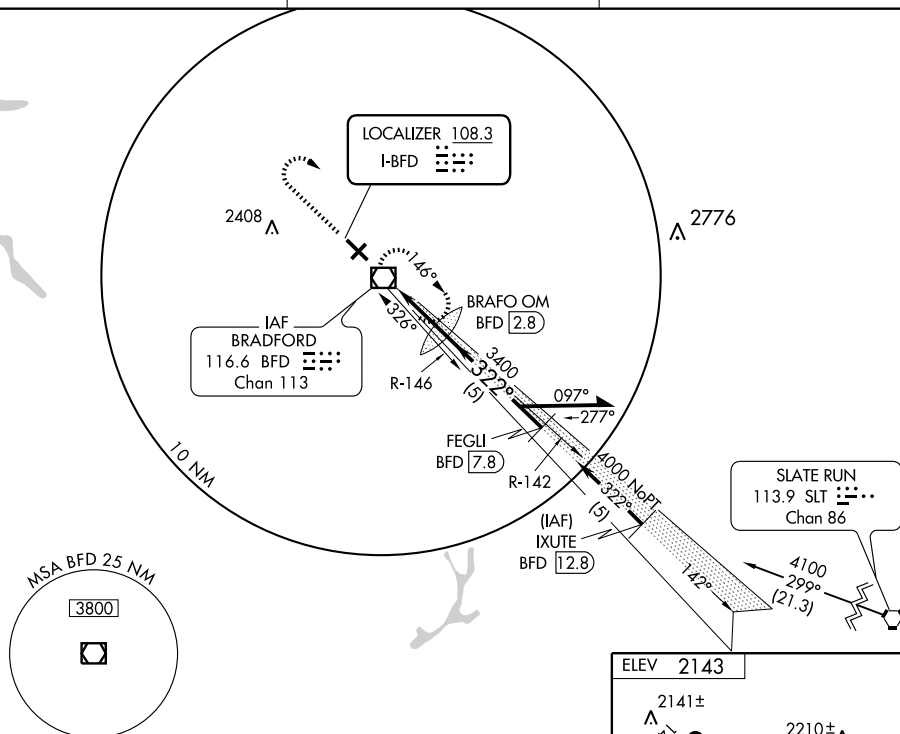 LOCALIZER 108.3
I-BFD
2408
2776
146°
BRAFO OM
BFD 2.8
326°
IAF
BRADFORD
116.6 BFD
Chan 113
R-146
3400
322°
(5)
097°
277°
FEGLI
BFD 7.8
R-142
4000 NoPT
322°
(5)
10 NM
(IAF)
IXUTE
BFD 12.8
SLATE RUN
113.9 SLT
Chan 86
142°
4100
299°
(21.3)
MSA BFD 25 NM
3800
ELEV 2143
2141±
2210±